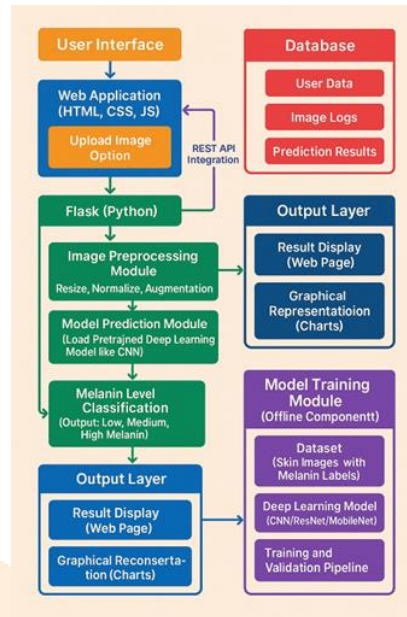 User Interface
Web Application
(HTML, CSS, JS)
Upload Image
Option
REST API
Integration
Flask (Python)
Image Preprocessing
Module
Resize, Normalize, Augmentation
Model Prediction Module
(Load Pretrajned Deep Learning
Model like CNN)
Melanin Level
Classification
(Output: Low, Medium,
High Melanin)
Output Layer
Result Display
(Web Page)
Graphical Reconserta-
tion (Charts)
Database
User Data
Image Logs
Prediction Results
Output Layer
Result Display
(Web Page)
Graphical
Representatioion
(Charts)
Model Training
Module
(Offline Componentt)
Dataset
(Skin Images with
Melanin Labels)
Deep Learning Model
(CNN/ResNet/MobileNet)
Training and
Validation Pipeline